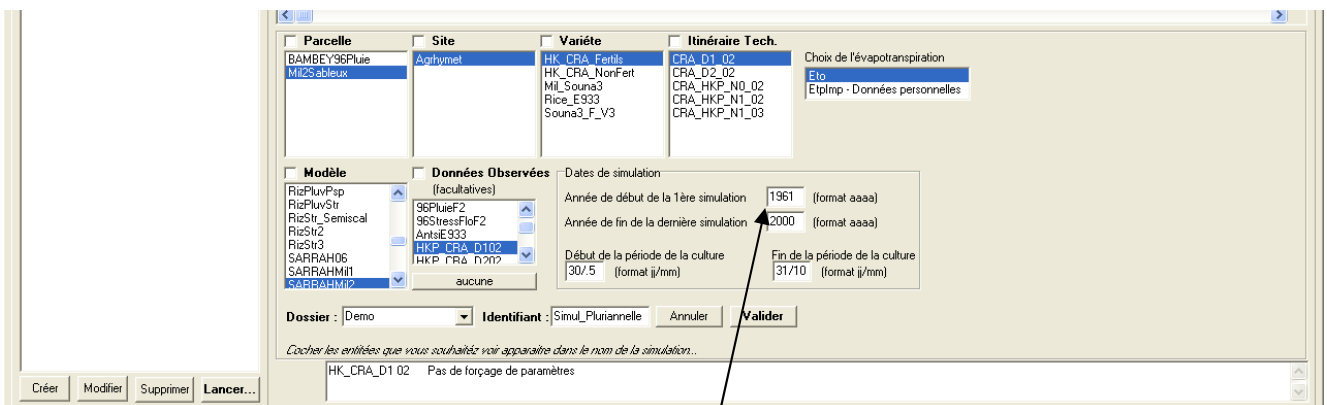 Parcelle Site Variéte Itinéraire Tech.
BAMBEY96Pluie
Mil2Sableux
Agrhymet
HK_CRA_Fertils
HK_CRA_NonFert
Mil_Souna3
Rice_E933
Souna3_F_V3
CRA_D1_02
CRA_D2_02
CRA_HKP_N0_02
CRA_HKP_N1_02
CRA_HKP_N1_03
Choix de l'évapotranspiration
Eto
EtpImp - Données personnelles
Modèle
RizPluvPsp
RizPluvStr
RizStr_Semiscal
RizStr2
RizStr3
SARRAH06
SARRAHMil1
SARRAHMil2
Données Observées
(facultatives)
96PluieF2
96StressFloF2
AntsiE933
HKP_CRA_D102
HKP_CRA_D202
aucune
Dates de simulation
Année de début de la 1ère simulation 1961 (format aaaa)
Année de fin de la dernière simulation 2000 (format aaaa)
Début de la période de la culture
30/.5 (format jj/mm)
Fin de la période de la culture
31/10 (format jj/mm)
Dossier : Demo Identifiant : Simul_Pluriannelle Annuler Valider
Cocher les entitées que vous souhaitéz voir apparaitre dans le nom de la simulation...
HK_CRA_D1 02 Pas de forçage de paramètres
Créer Modifier Supprimer Lancer...